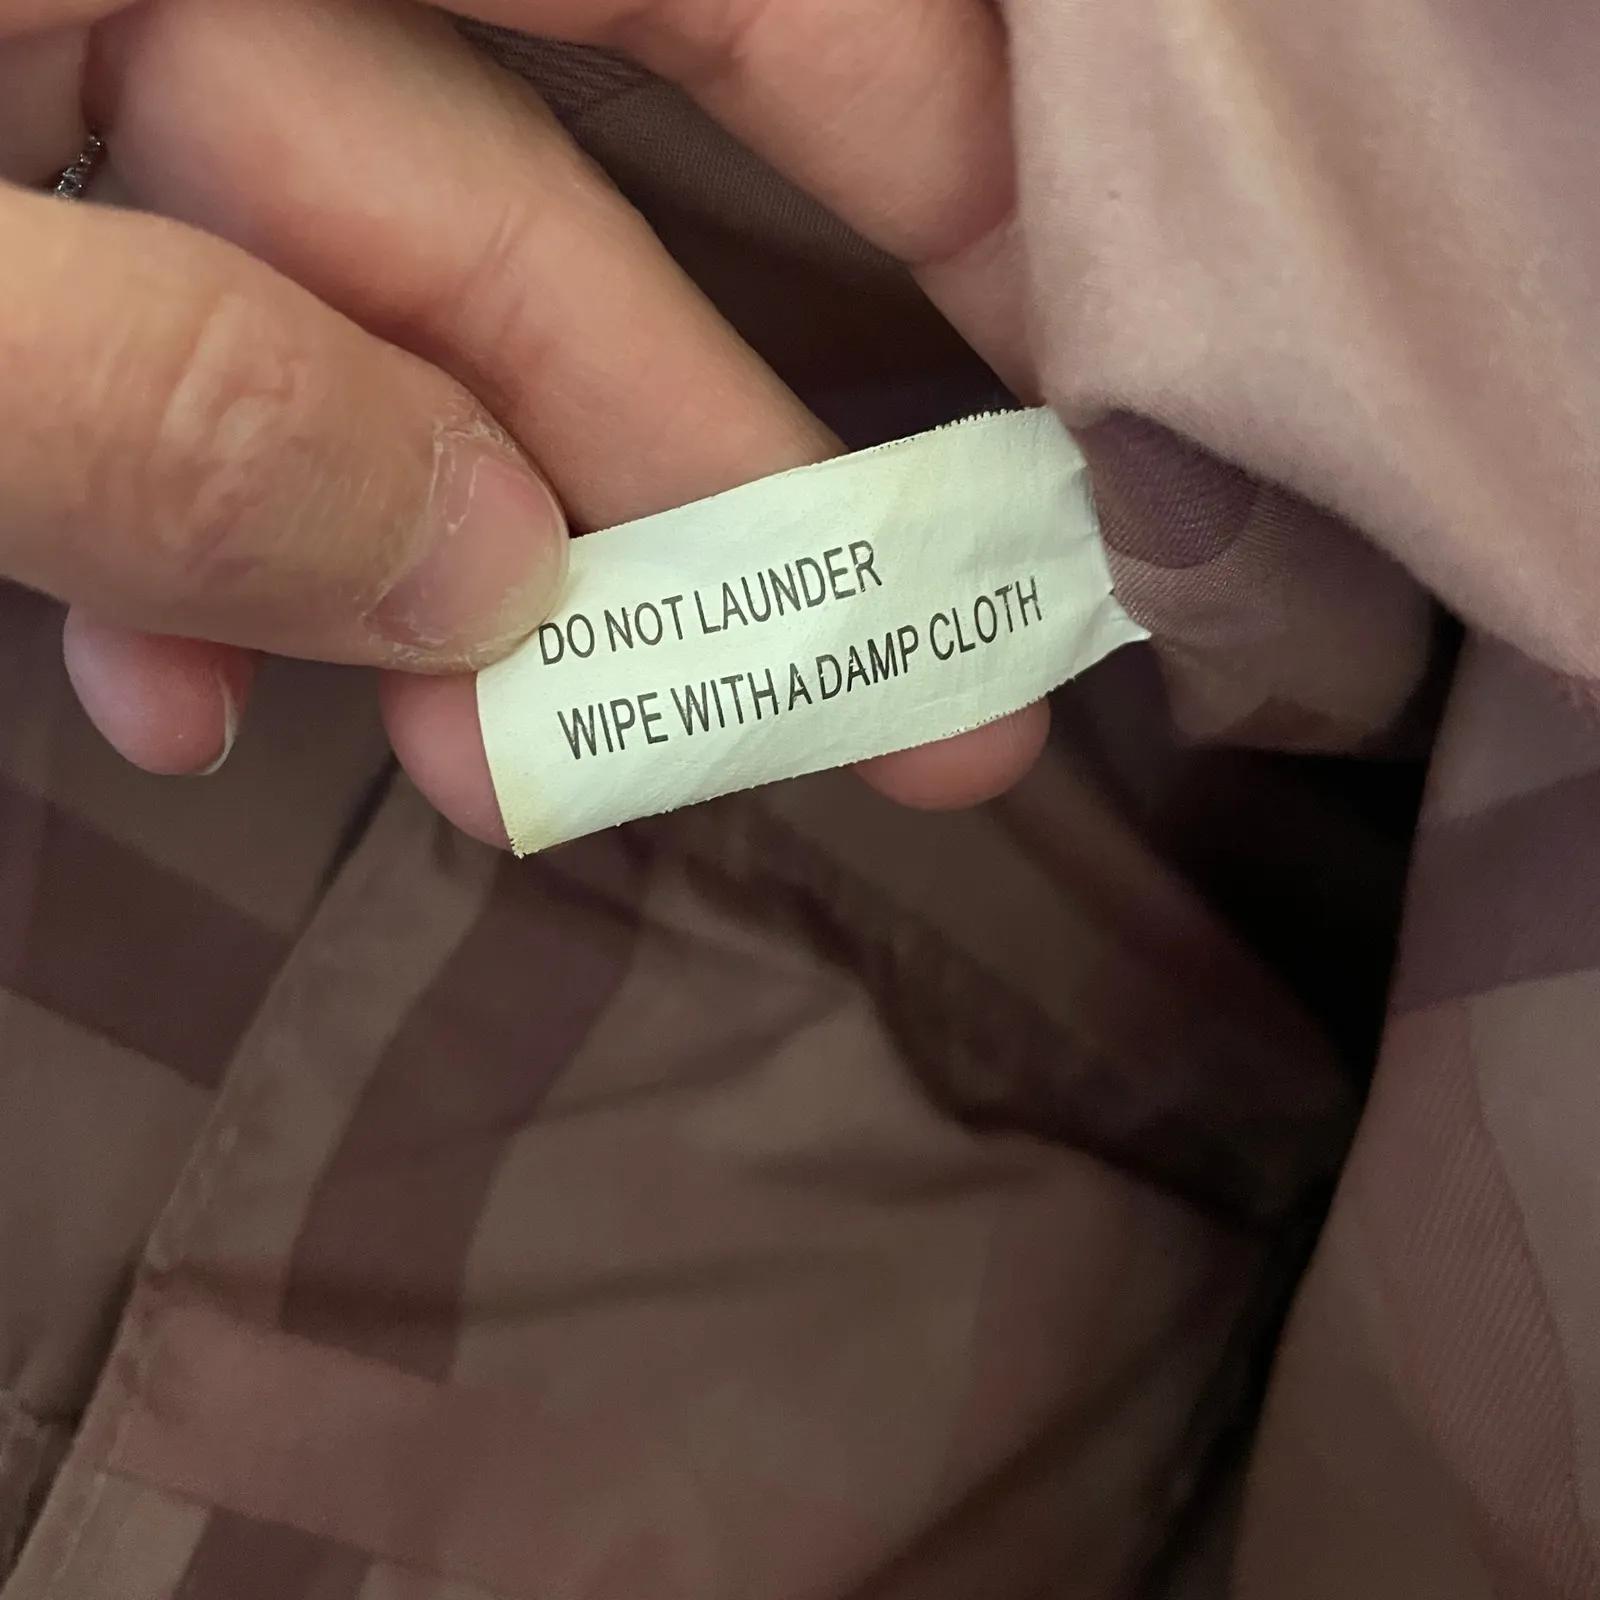 DO NOT LAUNDER
WIPE WITH A DAMP CLOTH